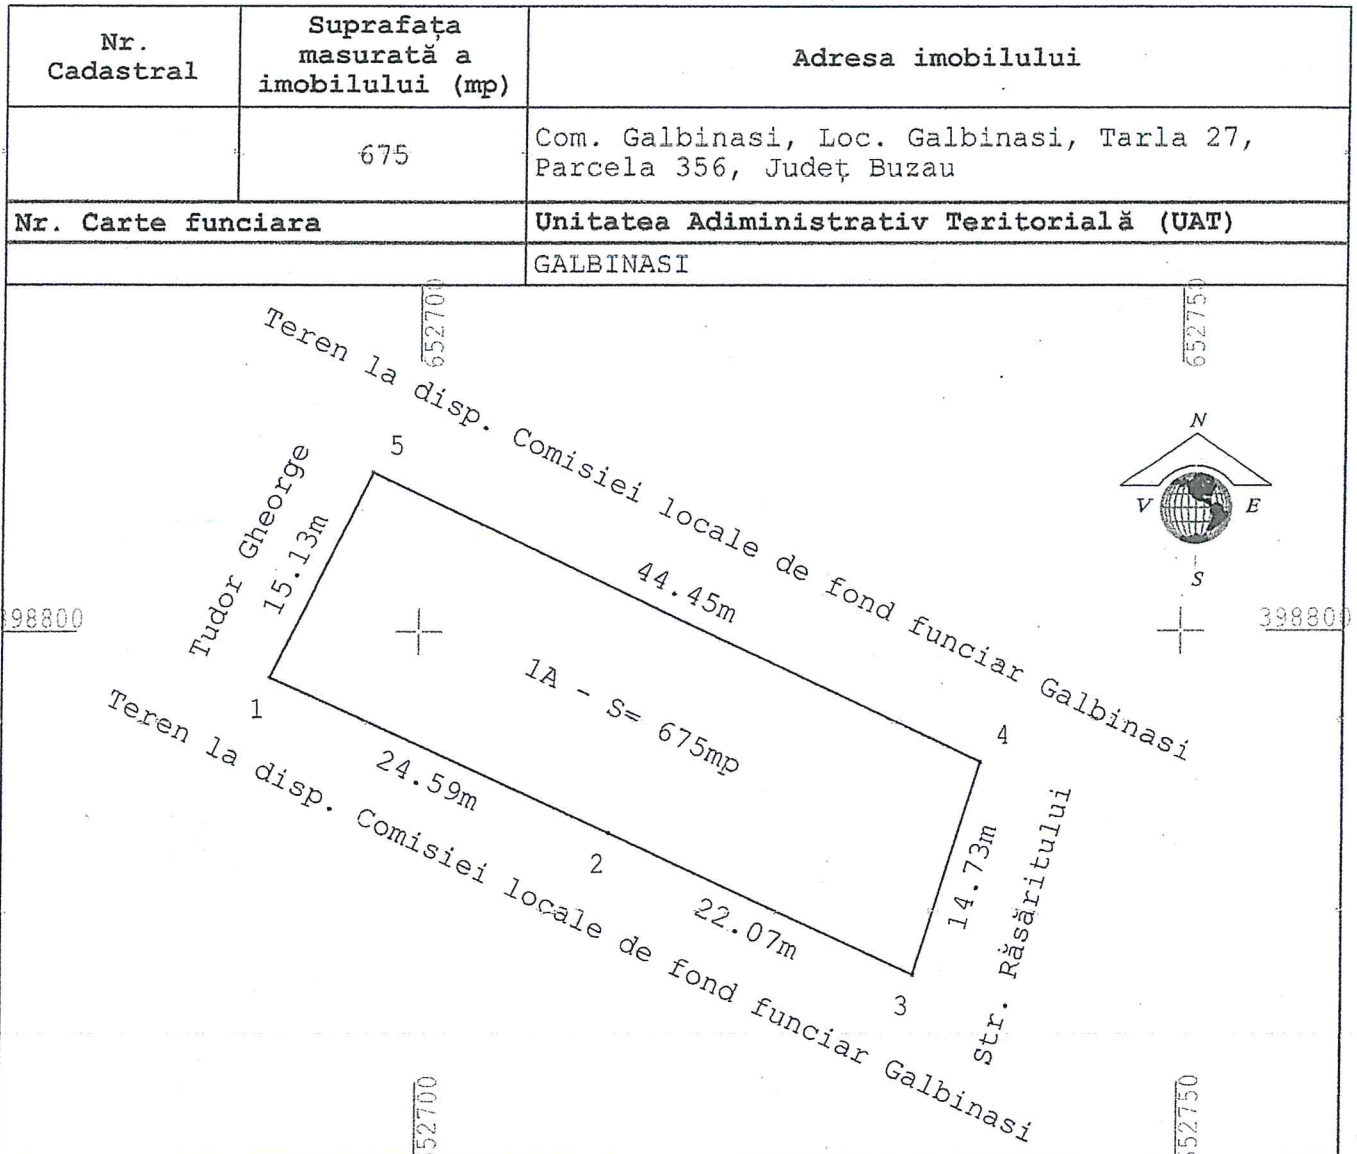 Nr.
Cadastral
Suprafața
masurată a
imobilului (mp)
Adresa imobilului
675
Com. Galbinasi, Loc. Galbinasi, Tarla 27,
Parcela 356, Județ Buzau
Nr. Carte funciara
Unitatea Adiministrativ Teritorială (UAT)
GALBINASI
652700
652750
Teren la disp. Comisiei locale de fond funciar Galbinasi
N
V
E
S
5
Tudor Gheorge
15.13m
44.45m
398800
398800
1A - S= 675mp
1
4
Teren la disp. Comisiei locale de fond funciar Galbinasi
24.59m
2
22.07m
14.73m
Str. Răsăritului
3
52700
52750